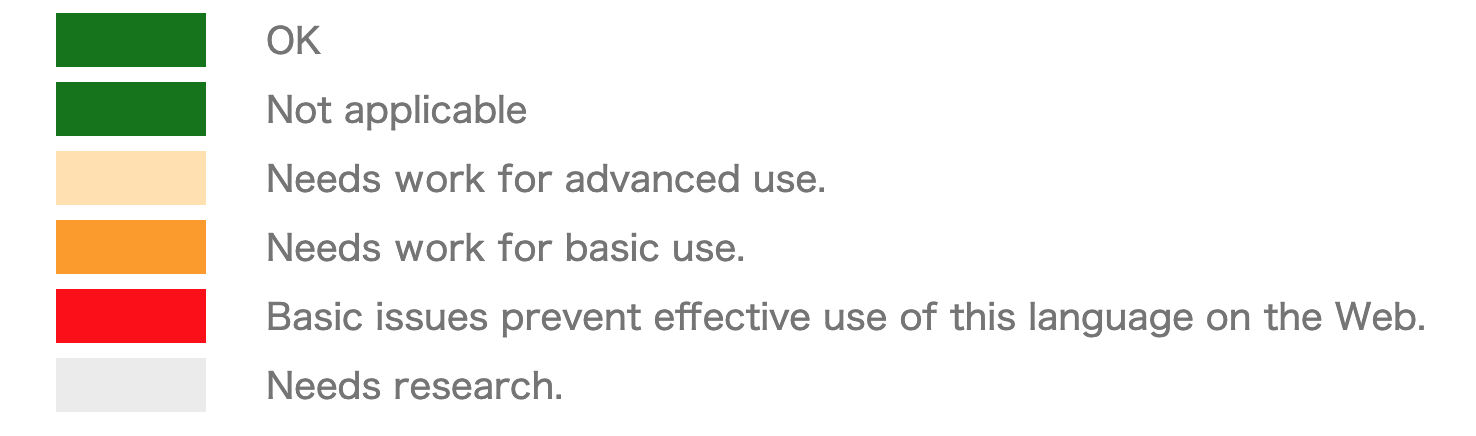 OK
Not applicable
Needs work for advanced use.
Needs work for basic use.
Basic issues prevent effective use of this language on the Web.
Needs research.